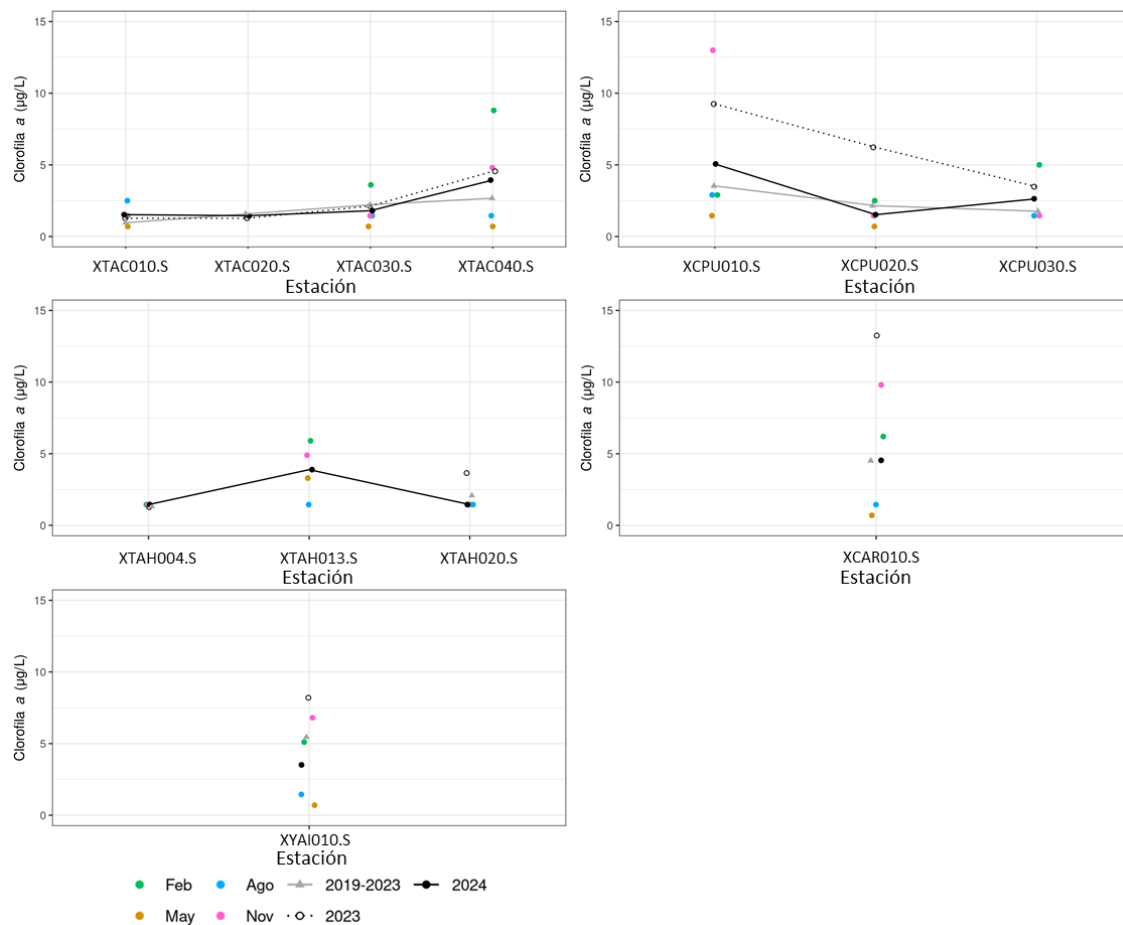 15
10
5
0
Clorofila a (µg/L)
XTAC010.S XTAC020.S XTAC030.S XTAC040.S
Estación
15
10
5
0
Clorofila a (µg/L)
XCPU010.S XCPU020.S XCPU030.S
Estación
15
10
5
0
Clorofila a (µg/L)
XTAH004.S XTAH013.S XTAH020.S
Estación
15
10
5
0
Clorofila a (µg/L)
XCAR010.S
Estación
15
10
5
0
Clorofila a (µg/L)
XYAI010.S
Estación
Feb Ago 2019-2023 2024
May Nov 2023